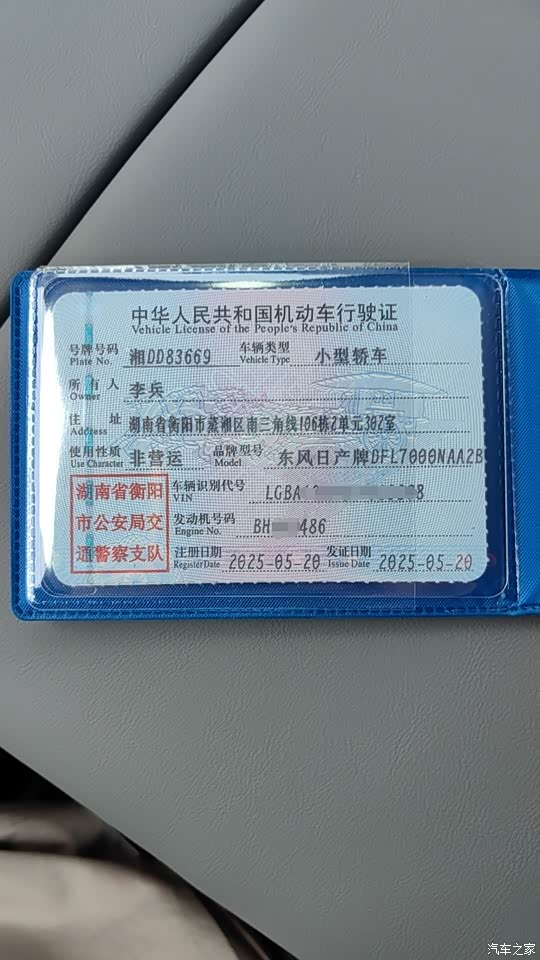 中华人民共和国机动车行驶证
Vehicle License of the People's Republic of China
号牌号码 湘DD83669 车辆类型 小型轿车
Plate No. Vehicle Type
所有人 李兵
Owner
住址 湖南省衡阳市蒸湘区南三角线106栋2单元302室
Address
使用性质 非营运 品牌型号 东风日产牌DFL7000NAA2B
Use Character Model
湖南省衡阳 车辆识别代号 LGBA
VIN
市公安局交 发动机号码 BH 486
Engine No.
通警察支队 注册日期 2025-05-20 发证日期 2025-05-20
Register Date Issue Date
汽车之家